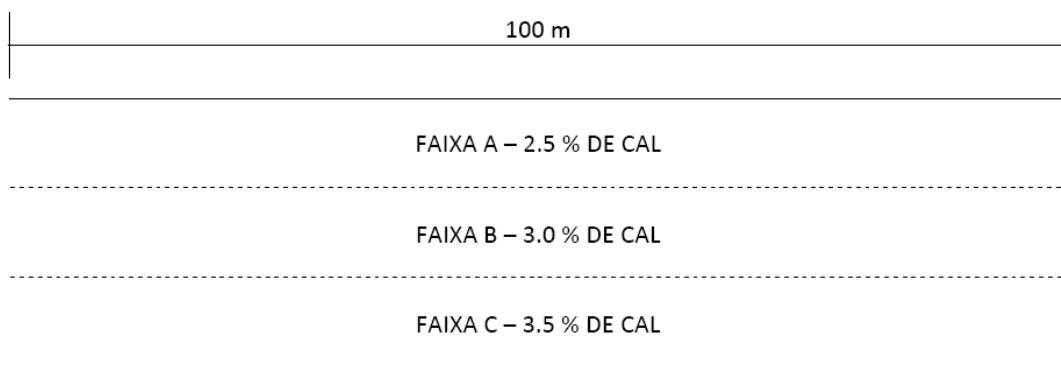 100 m
FAIXA A – 2.5 % DE CAL
FAIXA B – 3.0 % DE CAL
FAIXA C – 3.5 % DE CAL